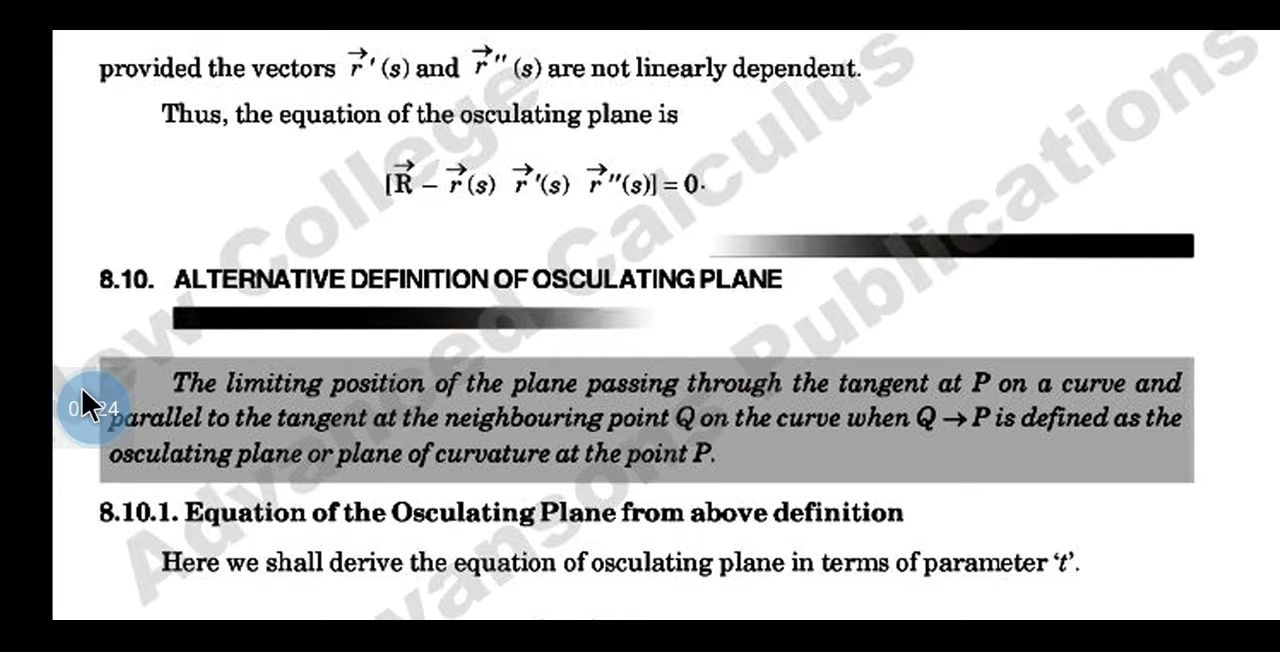 provided the vectors r⃗ ′ (s) and r⃗ ″ (s) are not linearly dependent.
Thus, the equation of the osculating plane is
[R⃗ – r⃗ (s) r⃗ ′(s) r⃗ ″(s)] = 0·
8.10. ALTERNATIVE DEFINITION OF OSCULATING PLANE
The limiting position of the plane passing through the tangent at P on a curve and
parallel to the tangent at the neighbouring point Q on the curve when Q → P is defined as the
osculating plane or plane of curvature at the point P.
8.10.1. Equation of the Osculating Plane from above definition
Here we shall derive the equation of osculating plane in terms of parameter ‘t’.
College
Advanced Calculus
Publications